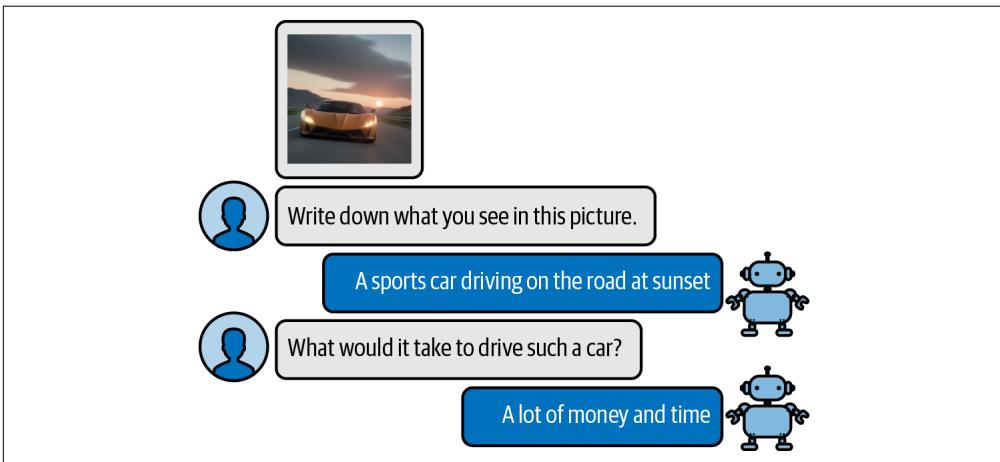 Write down what you see in this picture.
A sports car driving on the road at sunset
What would it take to drive such a car?
A lot of money and time